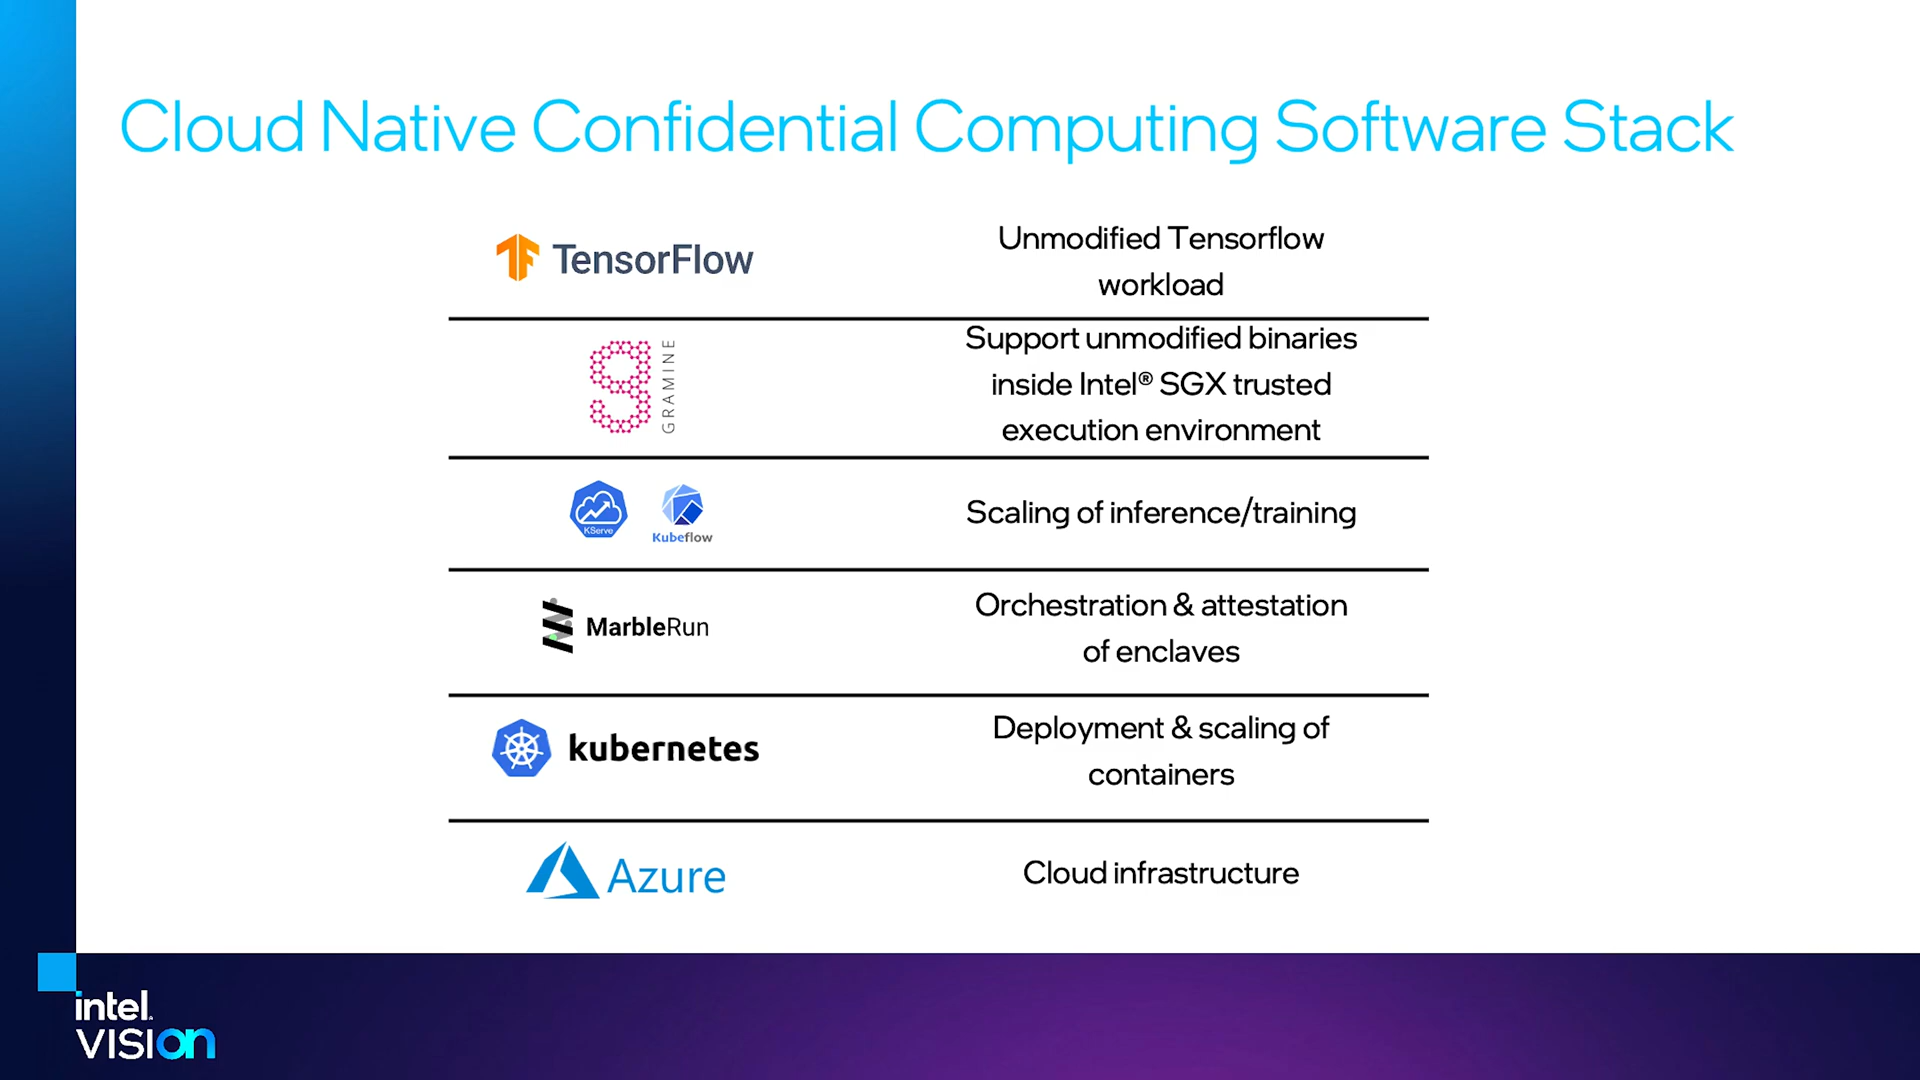 Cloud Native Confidential Computing Software Stack
TensorFlow
Unmodified Tensorflow
workload
GRAMINE
Support unmodified binaries
inside Intel® SGX trusted
execution environment
KServe
Kubeflow
Scaling of inference/training
MarbleRun
Orchestration & attestation
of enclaves
kubernetes
Deployment & scaling of
containers
Azure
Cloud infrastructure
intel.
VISION